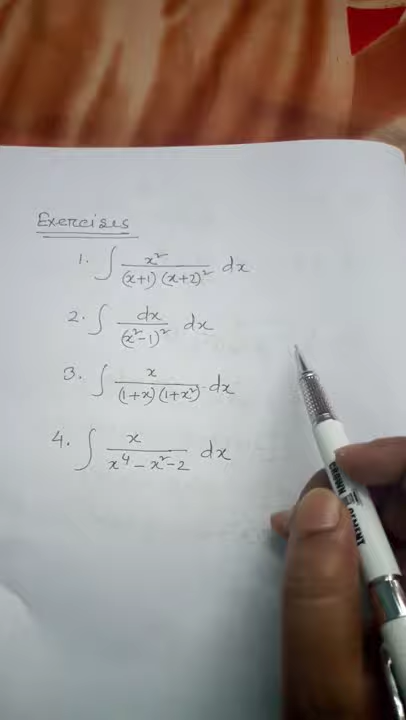 Exercises
1. ∫ x² / (x+1) (x+2)² dx
2. ∫ dx / (x²-1)² dx
3. ∫ x / (1+x) (1+x²) · dx
4. ∫ x / x⁴ - x² - 2 dx